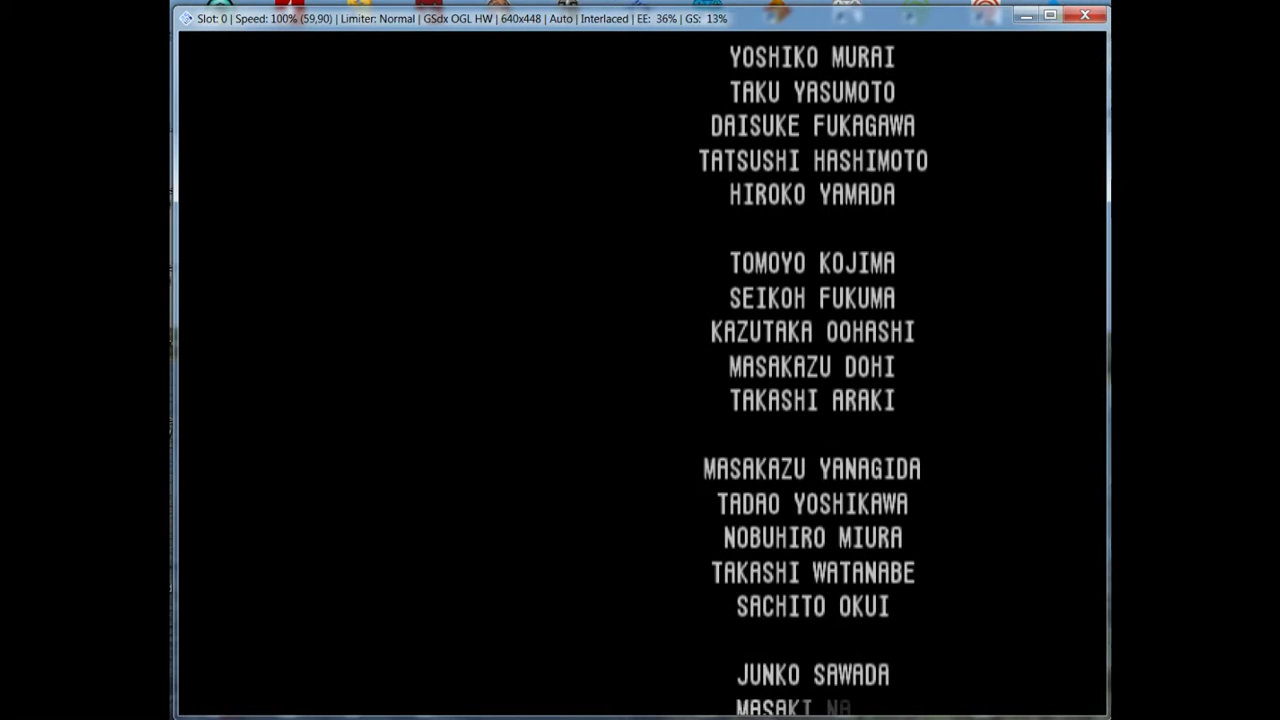 Slot: 0 | Speed: 100% (59,90) | Limiter: Normal | GSdx OGL HW | 640x448 | Auto | Interlaced | EE: 36% | GS: 13%
YOSHIKO MURAI
TAKU YASUMOTO
DAISUKE FUKAGAWA
TATSUSHI HASHIMOTO
HIROKO YAMADA
TOMOYO KOJIMA
SEIKOH FUKUMA
KAZUTAKA OOHASHI
MASAKAZU DOHI
TAKASHI ARAKI
MASAKAZU YANAGIDA
TADAO YOSHIKAWA
NOBUHIRO MIURA
TAKASHI WATANABE
SACHITO OKUI
JUNKO SAWADA
MASAKI NA